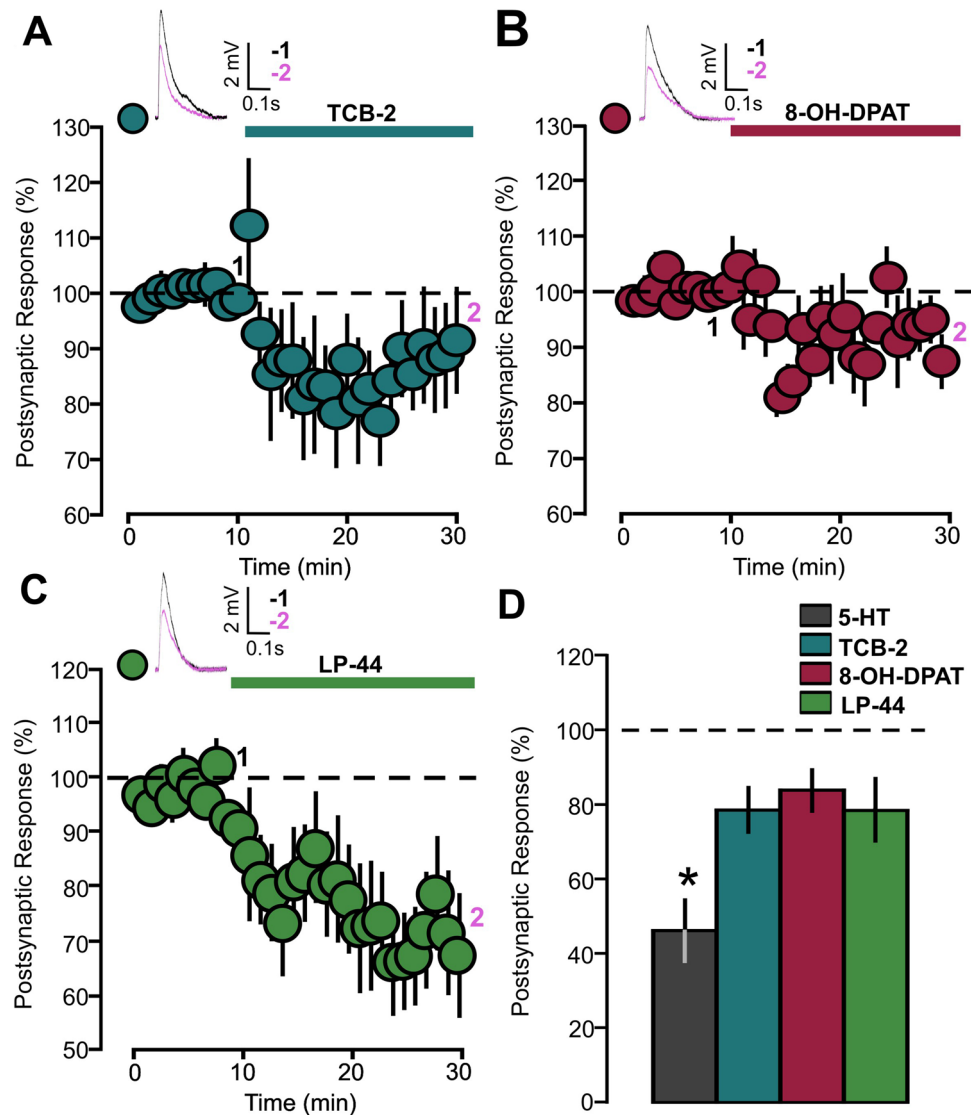 A
2 mV
-1
-2
0.1s
TCB-2
Postsynaptic Response (%)
130
120
110
100
90
80
70
60
1
2
0
10
20
30
Time (min)
B
2 mV
-1
-2
0.1s
8-OH-DPAT
Postsynaptic Response (%)
130
120
110
100
90
80
70
60
1
2
0
10
20
30
Time (min)
C
2 mV
-1
-2
0.1s
LP-44
Postsynaptic Response (%)
120
100
90
80
70
60
50
1
2
0
10
20
30
Time (min)
D
5-HT
TCB-2
8-OH-DPAT
LP-44
Postsynaptic Response (%)
120
100
80
60
40
20
0
*